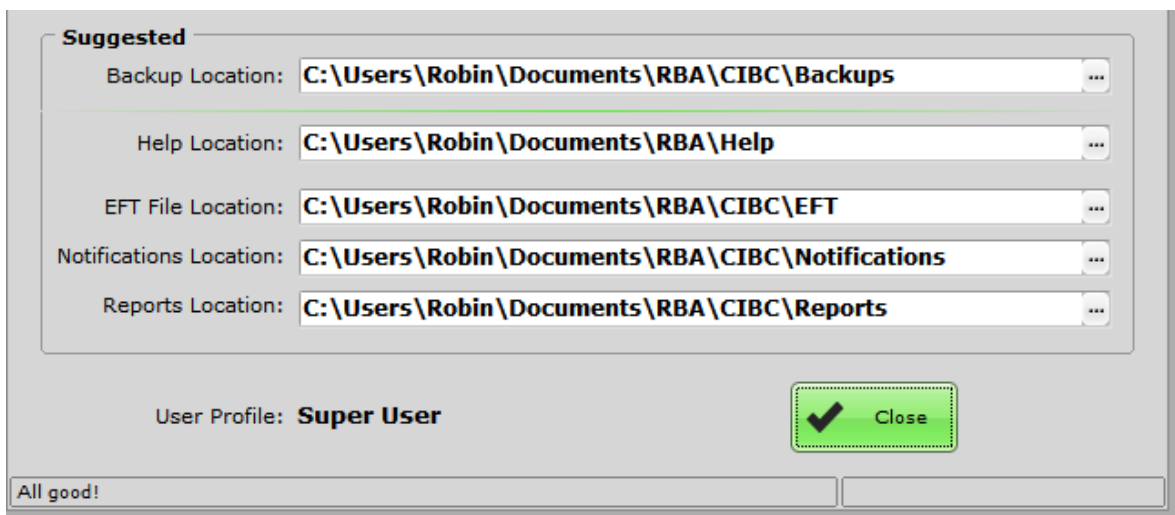 Suggested
Backup Location: C:\Users\Robin\Documents\RBA\CIBC\Backups ...
Help Location: C:\Users\Robin\Documents\RBA\Help ...
EFT File Location: C:\Users\Robin\Documents\RBA\CIBC\EFT ...
Notifications Location: C:\Users\Robin\Documents\RBA\CIBC\Notifications ...
Reports Location: C:\Users\Robin\Documents\RBA\CIBC\Reports ...
User Profile: Super User Close
All good!